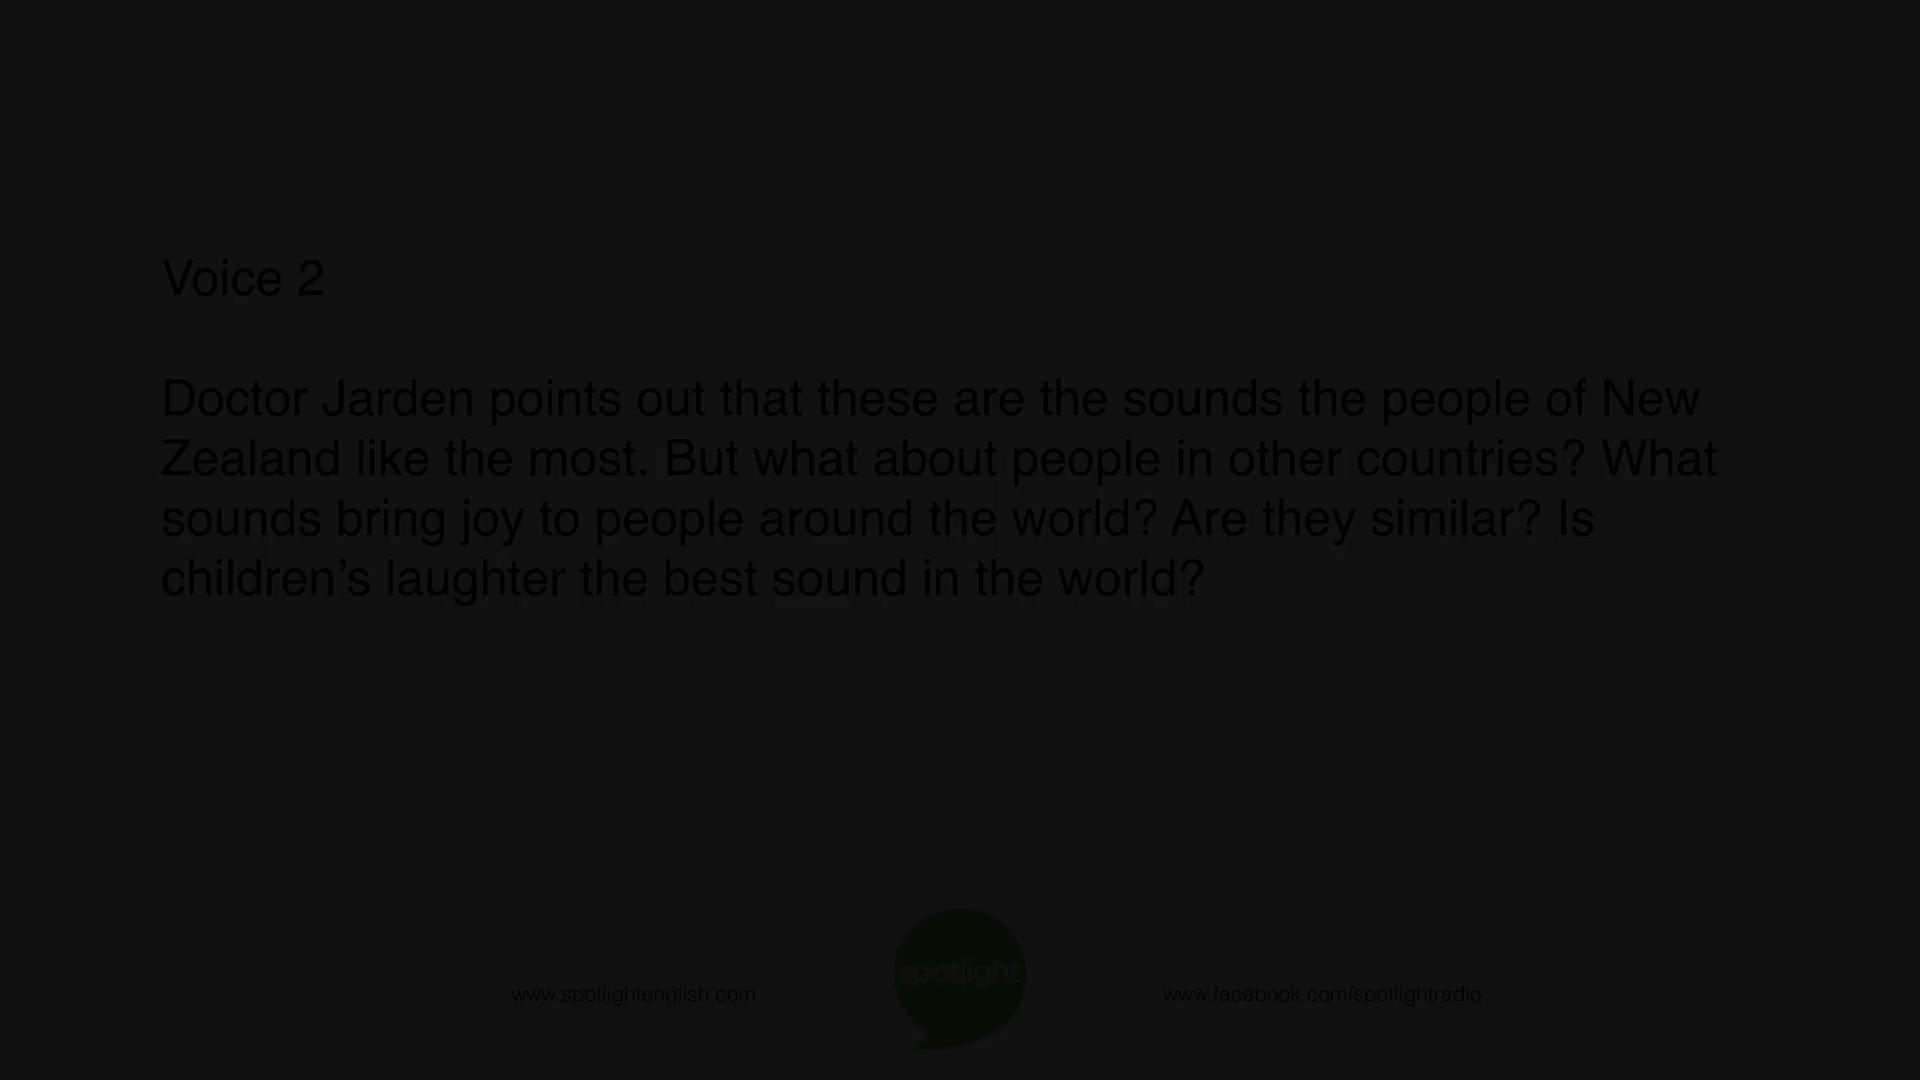 Voice 2
Doctor Jarden points out that these are the sounds the people of New
Zealand like the most. But what about people in other countries? What
sounds bring joy to people around the world? Are they similar? Is
children’s laughter the best sound in the world?
spotlight
www.spotlightenglish.com
www.facebook.com/spotlightradio